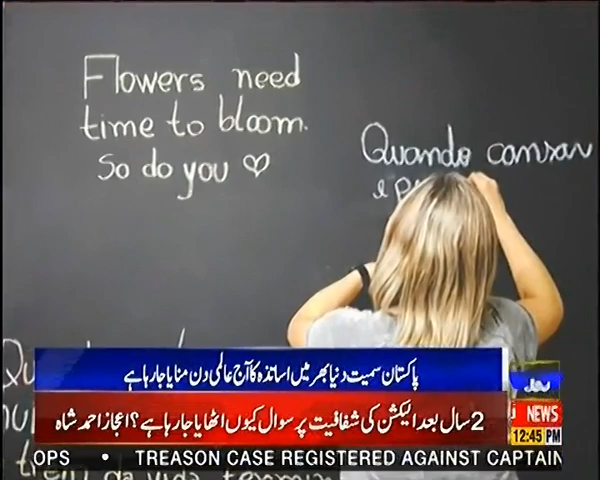 Flowers need
time to bloom.
So do you ♡
Quando cansar
e
پاکستان سمیت دنیا بھر میں اساتذہ کا آج عالمی دن منایا جا رہا ہے
2 سال بعد الیکشن کی شفافیت پر سوال کیوں اٹھایا جا رہا ہے؟ اعجاز احمد شاہ
NEWS
12:45 PM
OPS • TREASON CASE REGISTERED AGAINST CAPTAIN
da vida